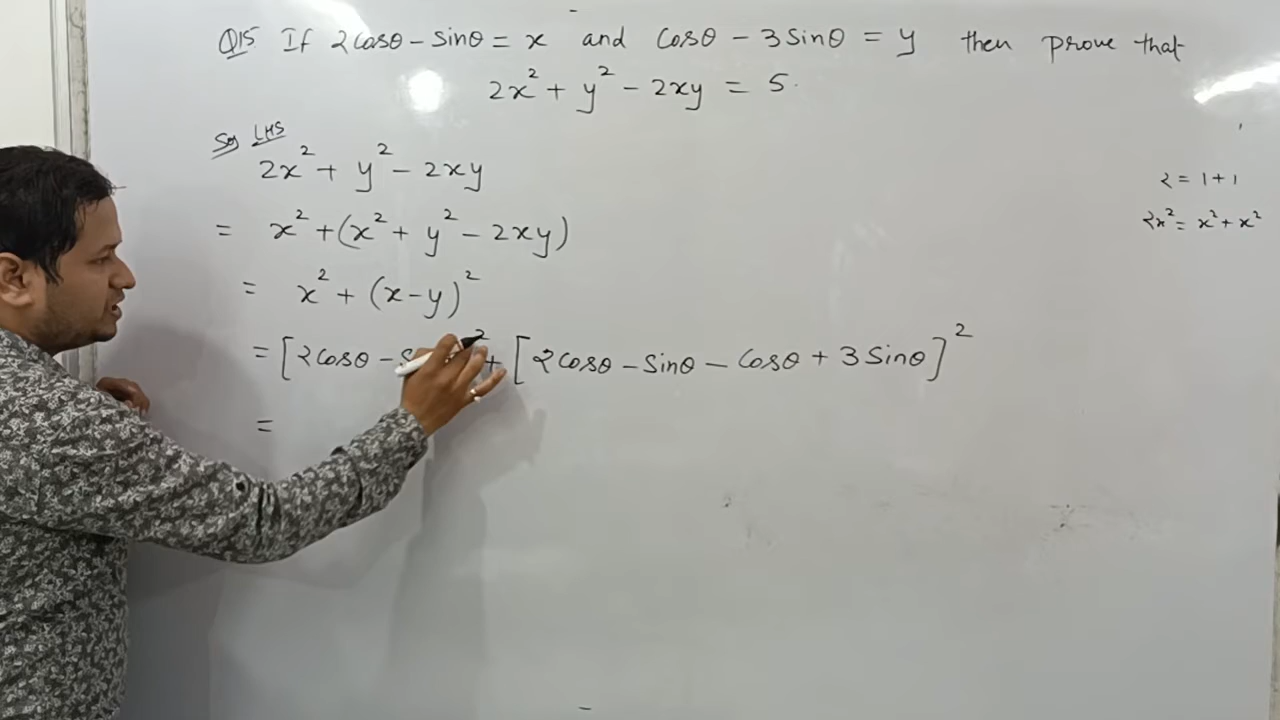 Q15. If 2cosθ - sinθ = x and cosθ - 3sinθ = y then prove that
2x² + y² - 2xy = 5.
Sol LHS
2x² + y² - 2xy
= x² + (x² + y² - 2xy)
= x² + (x-y)²
= [2cosθ - s ² + [2cosθ - sinθ - cosθ + 3sinθ]²
=
2 = 1+1
2x² = x² + x²